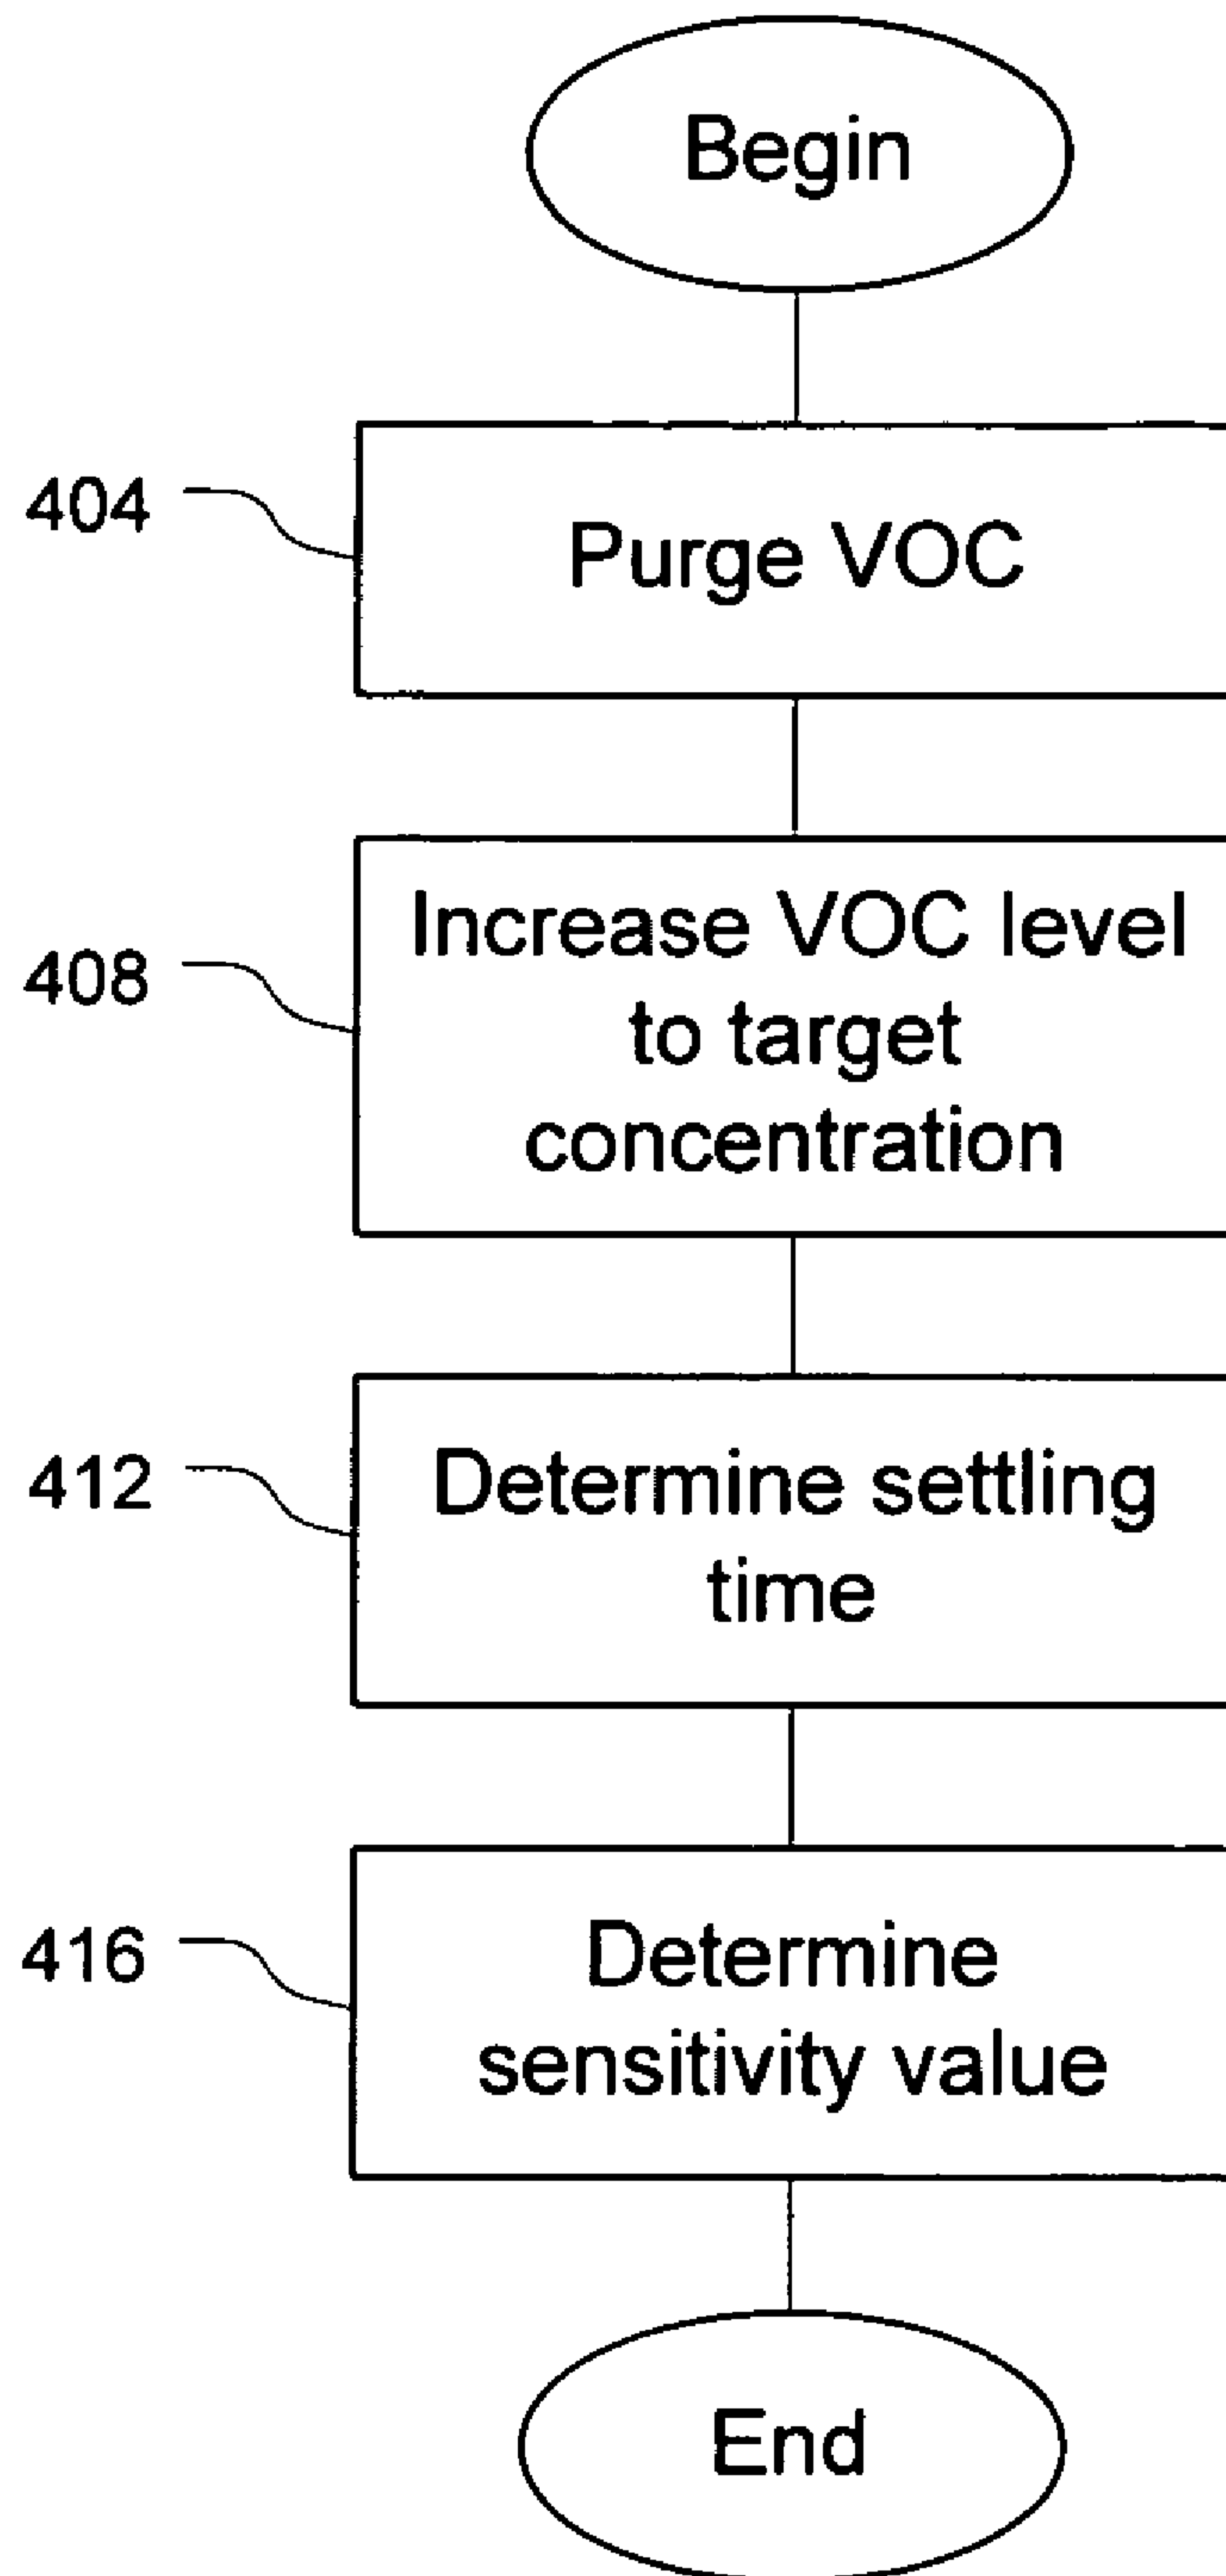 Begin
404
Purge VOC
408
Increase VOC level
to target
concentration
412
Determine settling
time
416
Determine
sensitivity value
End